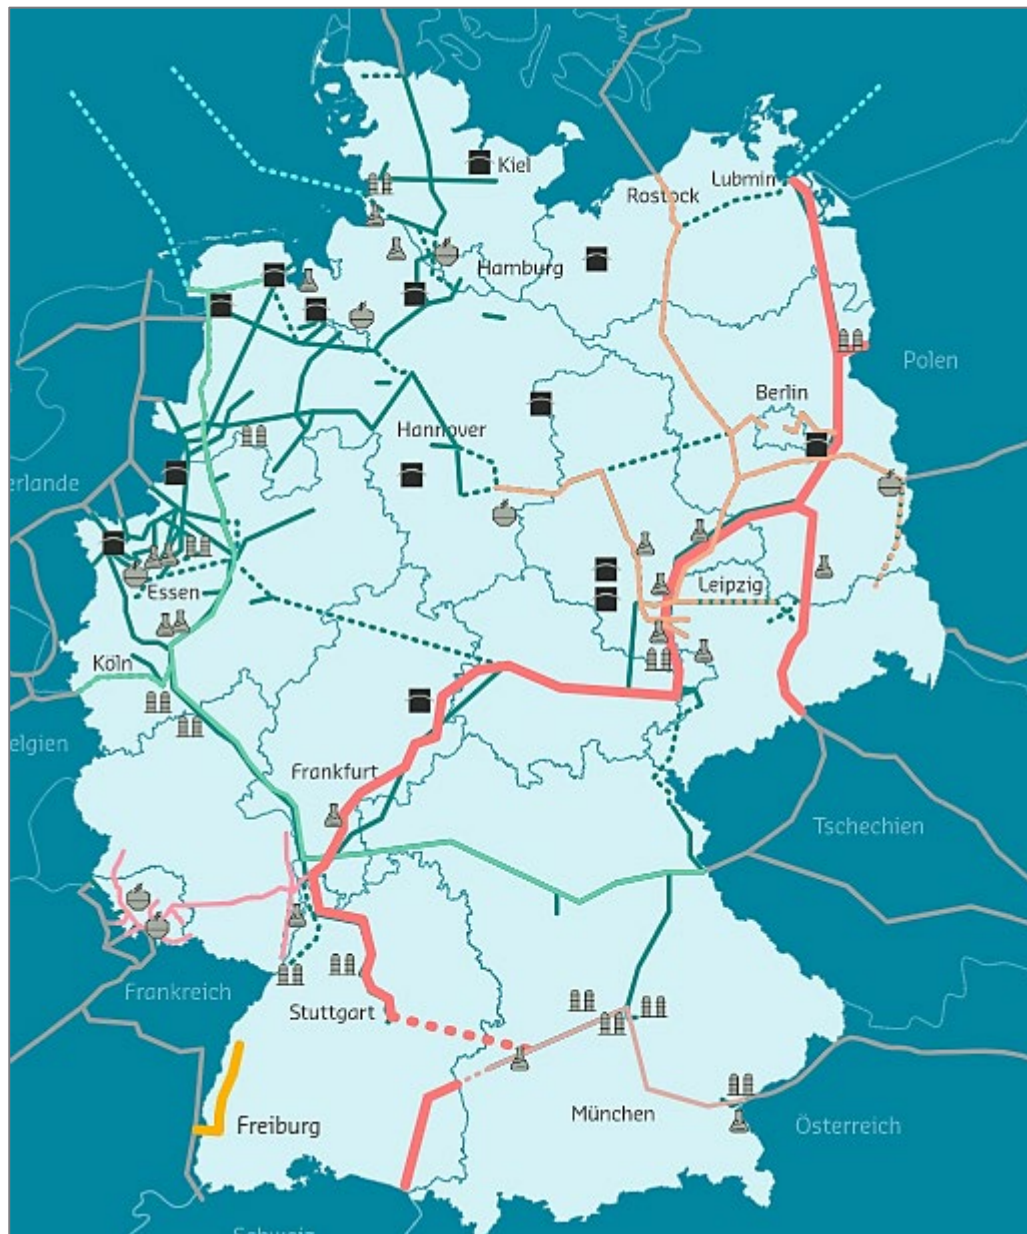 Kiel
Lubmin
Rostock
Hamburg
Polen
Berlin
Hannover
erlande
Leipzig
Essen
Köln
elgien
Frankfurt
Tschechien
Frankreich
Stuttgart
München
Freiburg
Österreich